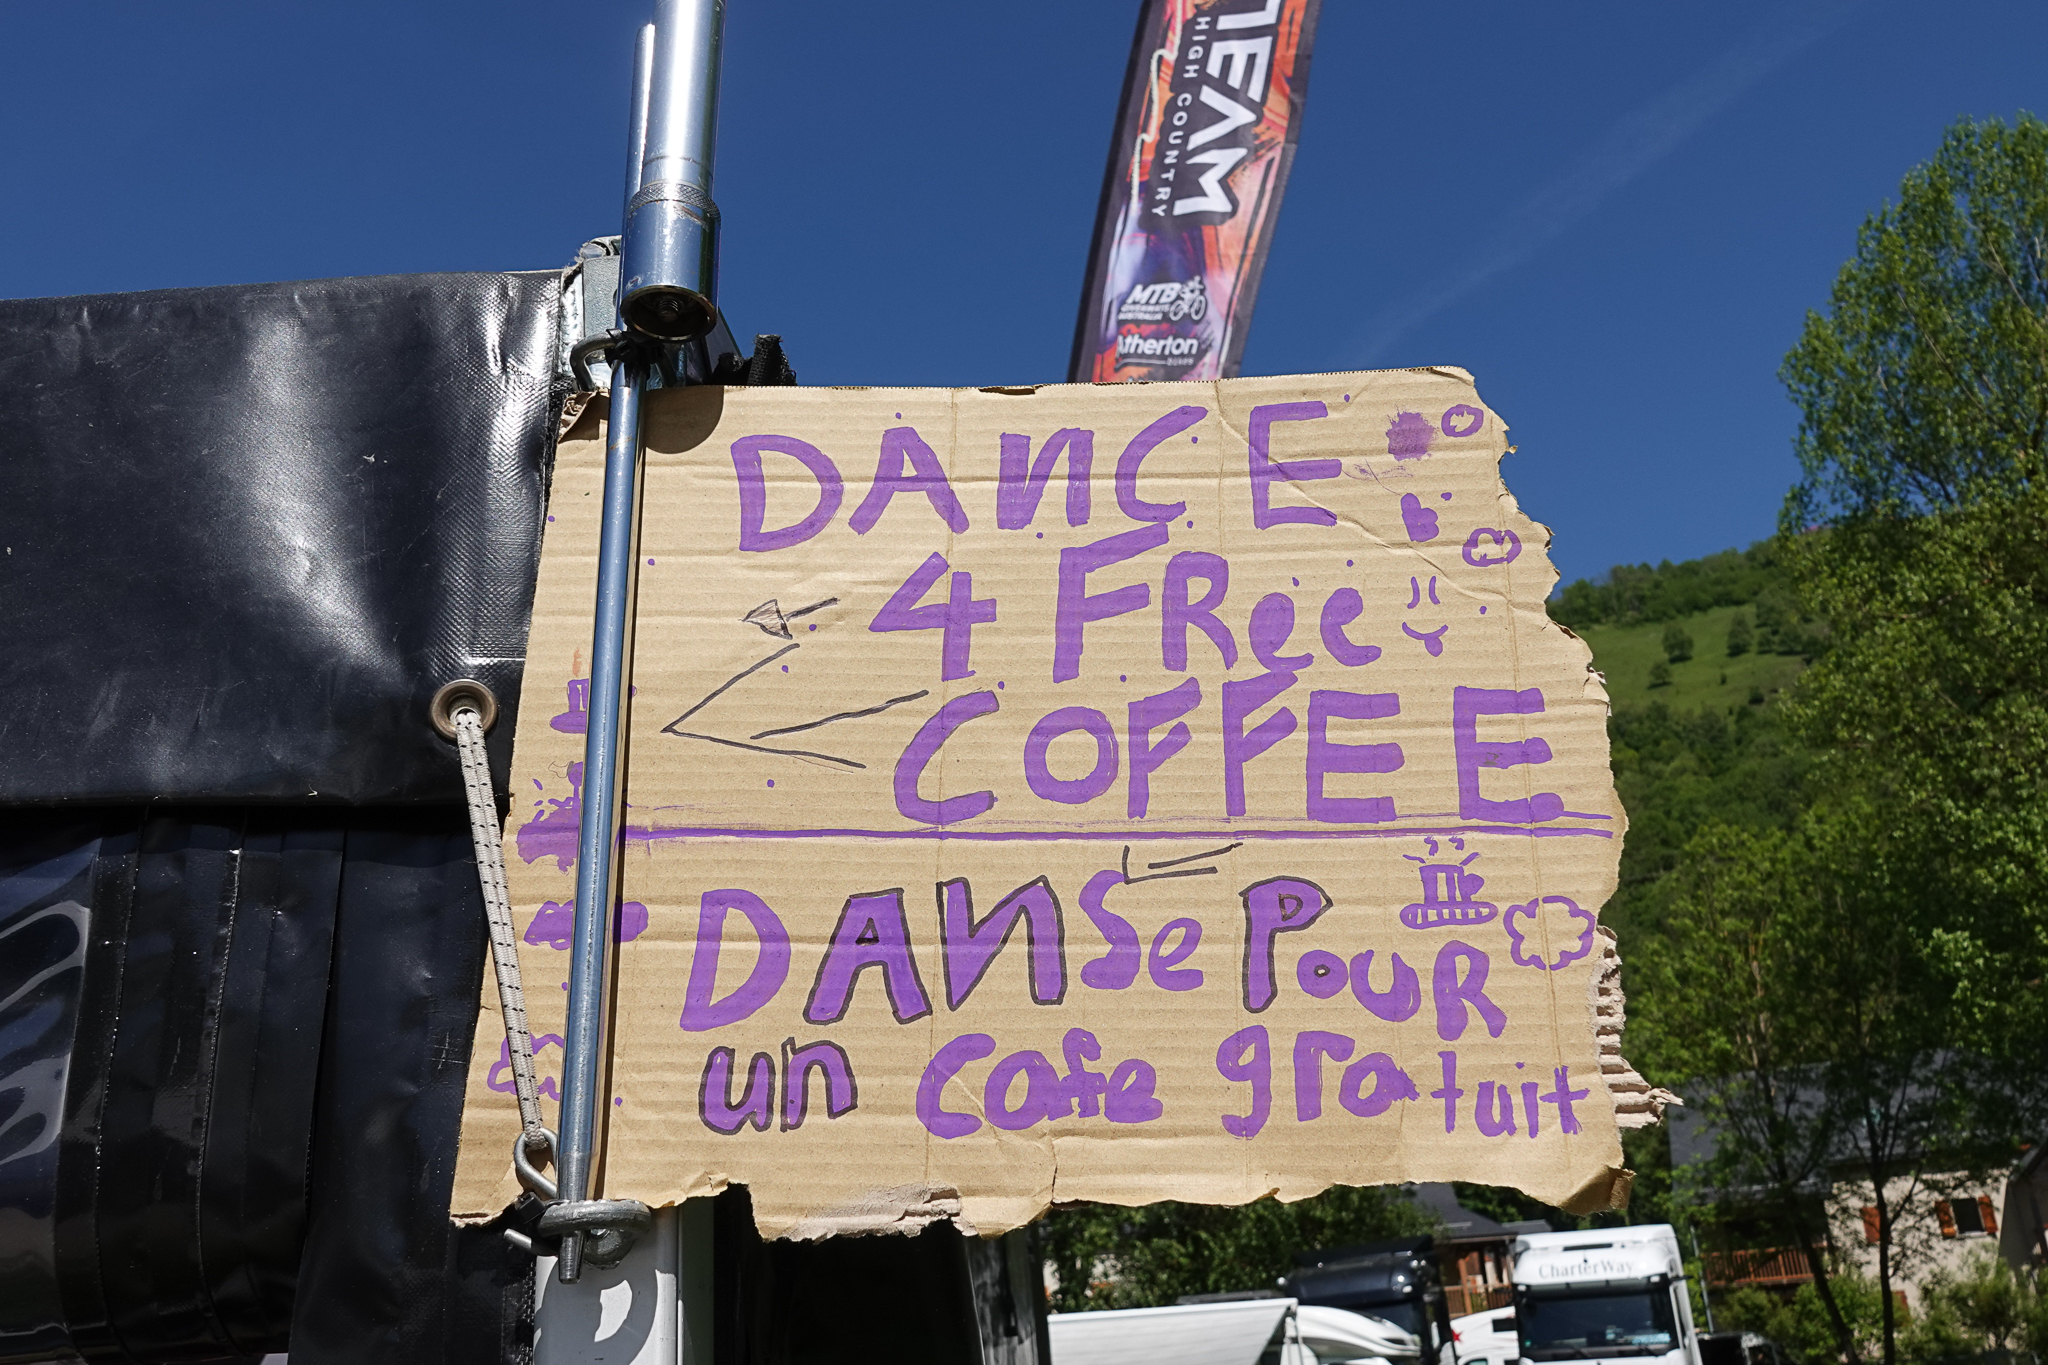 TEAM
HIGH COUNTRY
MTB
Atherton
DANCE
4 FRee
COFFEE
DANSe POUR
un cafe gratuit
CharterWay